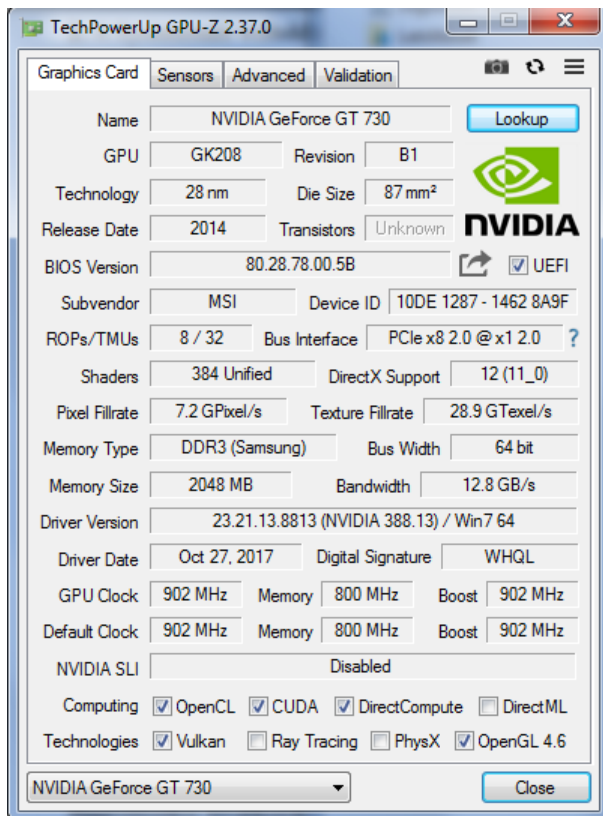 TechPowerUp GPU-Z 2.37.0
Graphics Card Sensors Advanced Validation
Name NVIDIA GeForce GT 730 Lookup
GPU GK208 Revision B1
Technology 28 nm Die Size 87 mm²
Release Date 2014 Transistors Unknown
NVIDIA
BIOS Version 80.28.78.00.5B UEFI
Subvendor MSI Device ID 10DE 1287 - 1462 8A9F
ROPs/TMUs 8 / 32 Bus Interface PCIe x8 2.0 @ x1 2.0 ?
Shaders 384 Unified DirectX Support 12 (11_0)
Pixel Fillrate 7.2 GPixel/s Texture Fillrate 28.9 GTexel/s
Memory Type DDR3 (Samsung) Bus Width 64 bit
Memory Size 2048 MB Bandwidth 12.8 GB/s
Driver Version 23.21.13.8813 (NVIDIA 388.13) / Win7 64
Driver Date Oct 27, 2017 Digital Signature WHQL
GPU Clock 902 MHz Memory 800 MHz Boost 902 MHz
Default Clock 902 MHz Memory 800 MHz Boost 902 MHz
NVIDIA SLI Disabled
Computing OpenCL CUDA DirectCompute DirectML
Technologies Vulkan Ray Tracing PhysX OpenGL 4.6
NVIDIA GeForce GT 730 Close